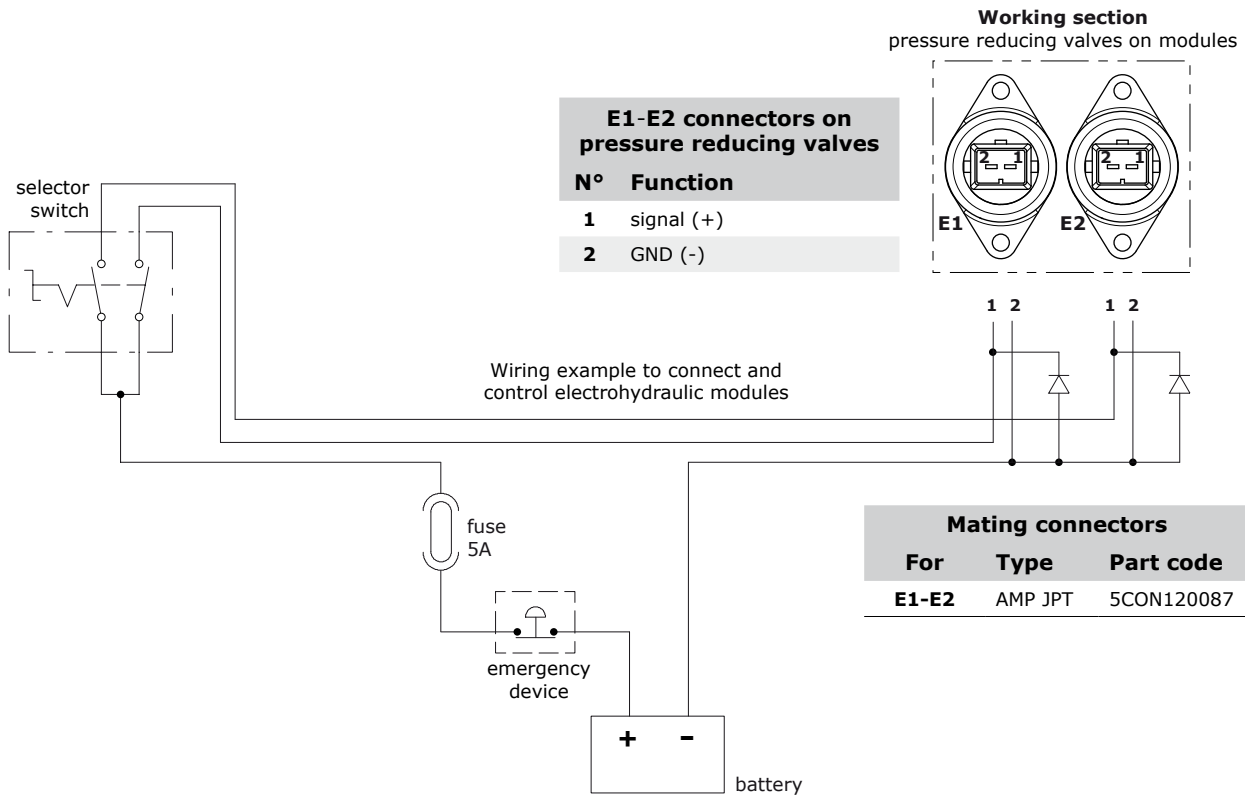 Working section
pressure reducing valves on modules
E1-E2 connectors on
pressure reducing valves
N° Function
1 signal (+)
2 GND (-)
2 1
2 1
E1
E2
selector
switch
1 2
1 2
Wiring example to connect and
control electrohydraulic modules
fuse
5A
Mating connectors
For Type Part code
E1-E2 AMP JPT 5CON120087
emergency
device
+ -
battery